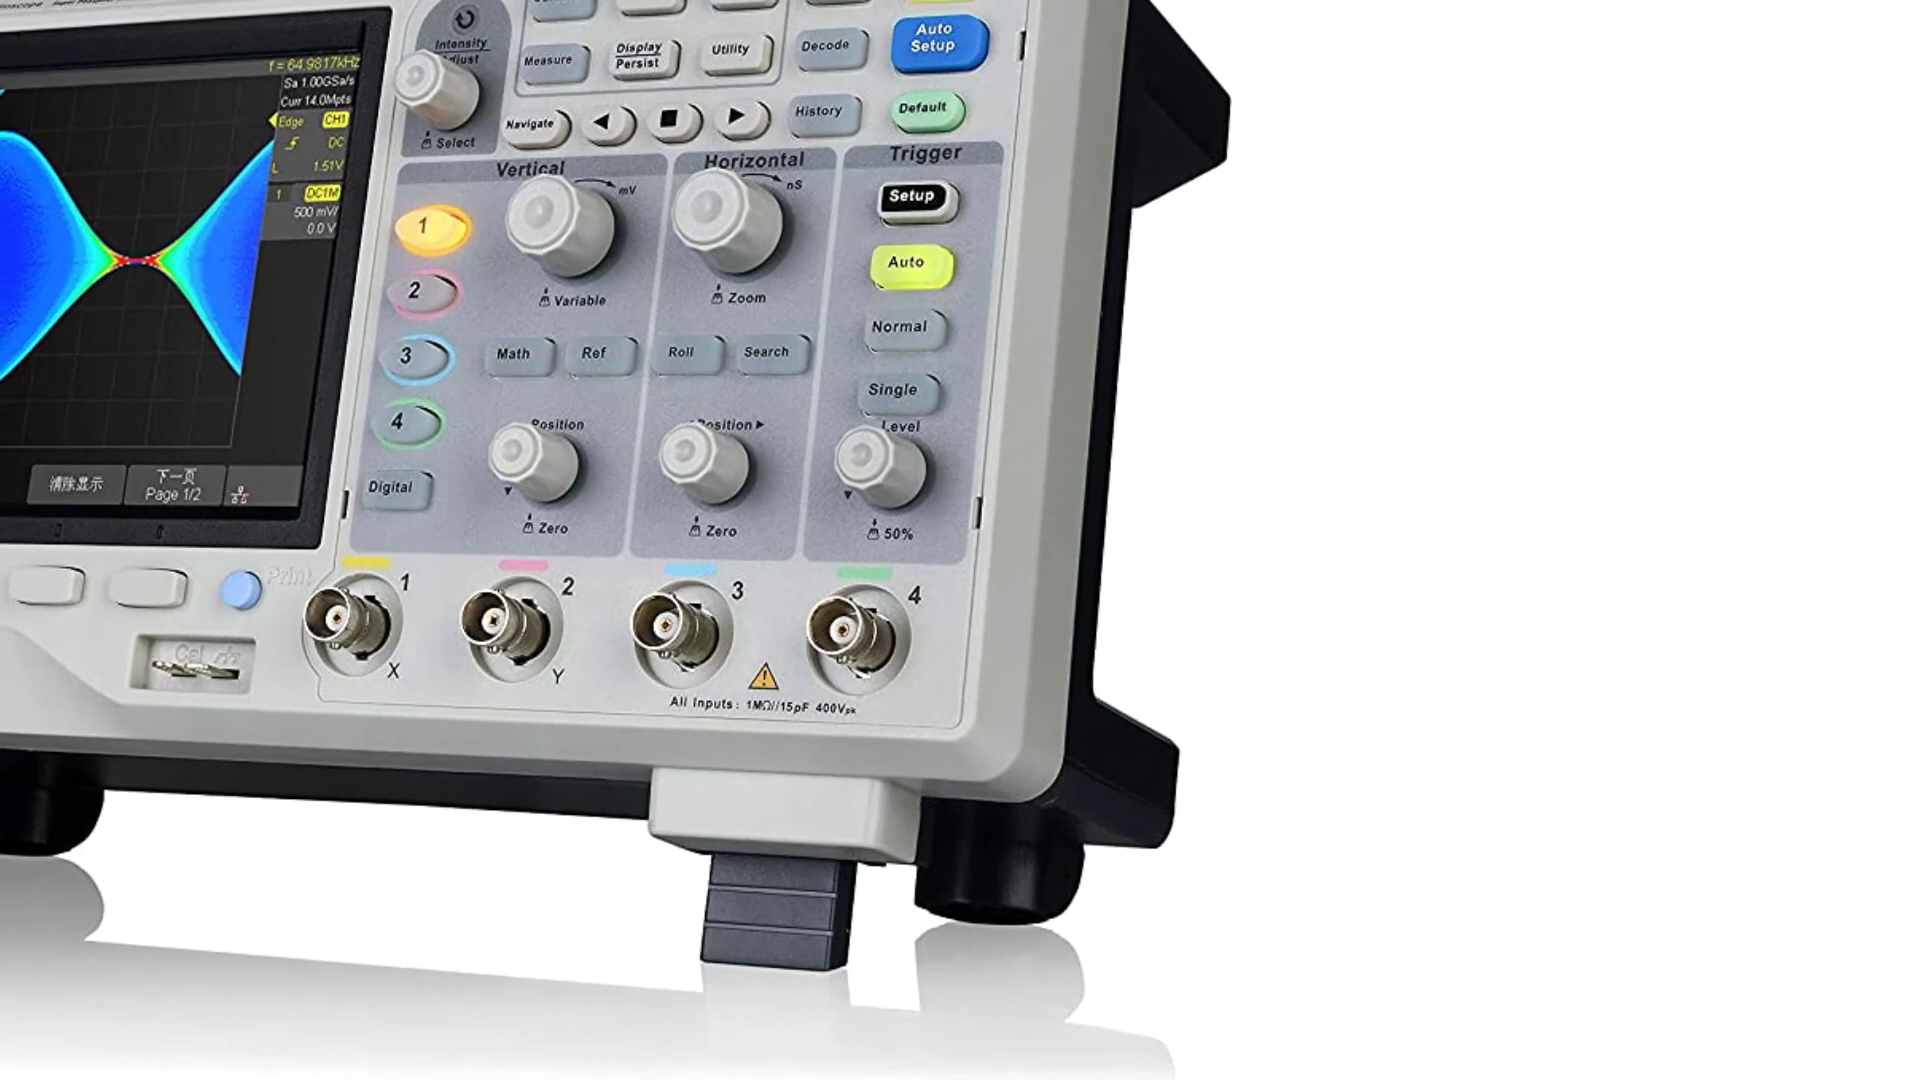 f = 64.9817kHz
Sa 1.00GSa/s
Curr 14.0Mpts
Edge CH1
DC
L 1.51V
1 DC1M
500 mV/
0.0 V
清除显示
下一页
Page 1/2
Intensity
Select
Measure
Display
Persist
Utility
Decode
Auto
Setup
Navigate
History
Default
Vertical
mV
1
2
3
4
Variable
Math
Ref
Position
Zero
Digital
Horizontal
nS
Zoom
Roll
Search
Position
Zero
Trigger
Setup
Auto
Normal
Single
Level
50%
Print
Cal
1
X
2
Y
3
4
All Inputs : 1MΩ//15pF 400Vpk